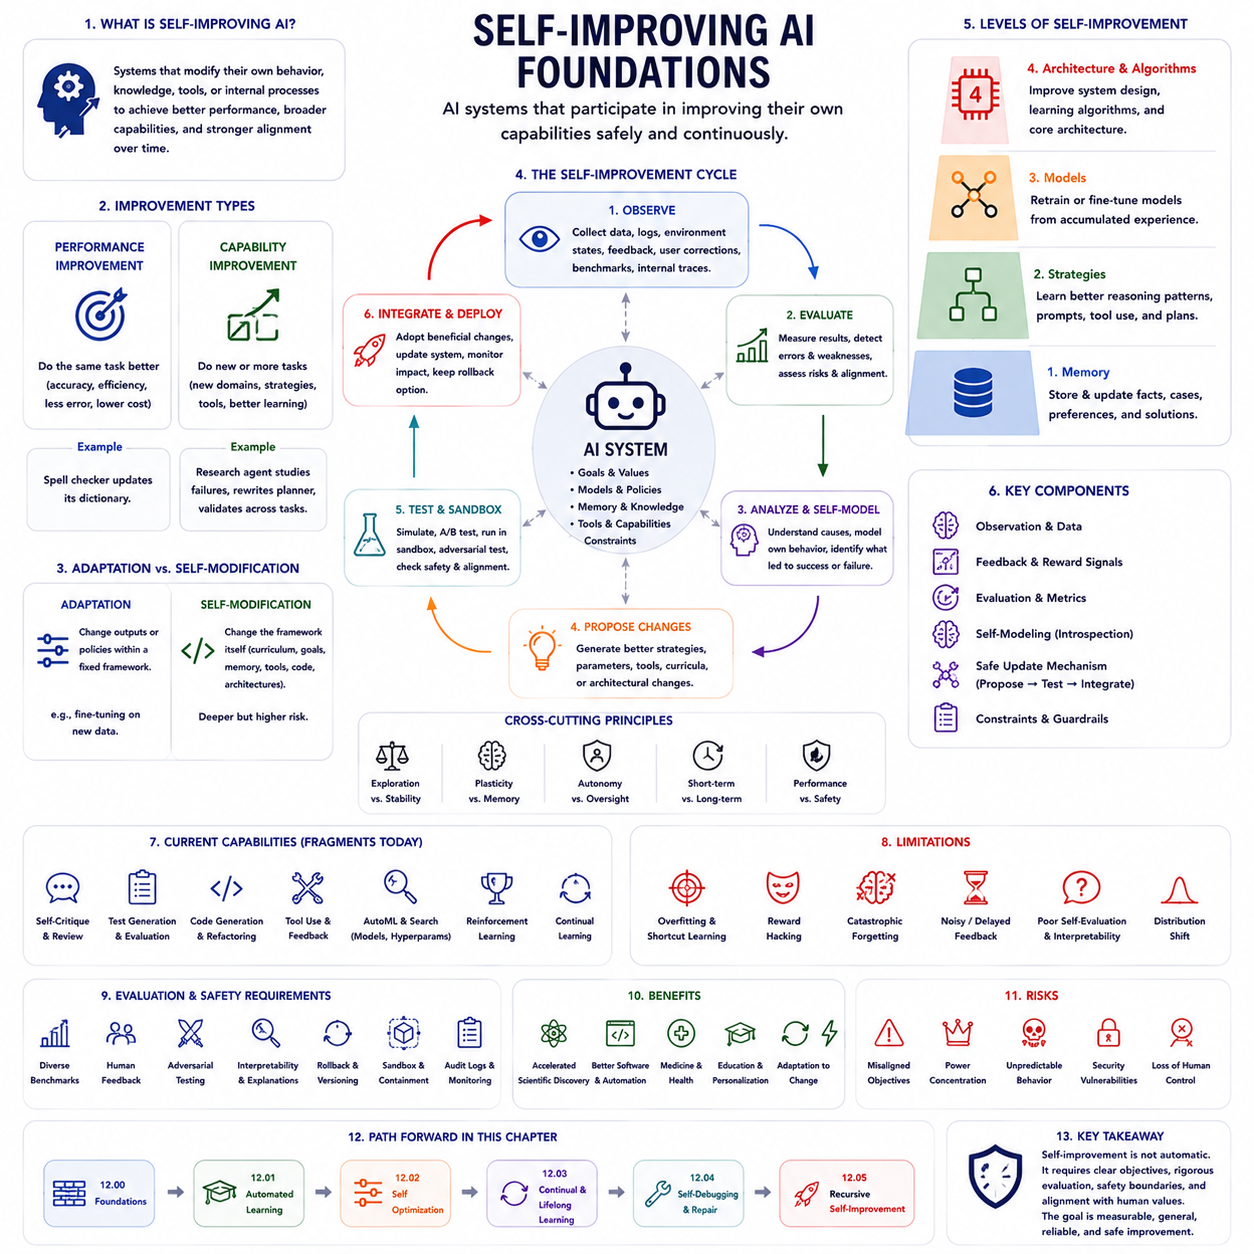 SELF-IMPROVING AI
FOUNDATIONS
AI systems that participate in improving their own
capabilities safely and continuously.
1. WHAT IS SELF-IMPROVING AI?
Systems that modify their own behavior,
knowledge, tools, or internal processes
to achieve better performance, broader
capabilities, and stronger alignment
over time.
2. IMPROVEMENT TYPES
PERFORMANCE
IMPROVEMENT
Do the same task better
(accuracy, efficiency,
less error, lower cost)
CAPABILITY
IMPROVEMENT
Do new or more tasks
(new domains, strategies,
tools, better learning)
Example
Spell checker updates
its dictionary.
Example
Research agent studies
failures, rewrites planner,
validates across tasks.
3. ADAPTATION vs. SELF-MODIFICATION
ADAPTATION
Change outputs or
policies within a
fixed framework.
e.g., fine-tuning on
new data.
SELF-MODIFICATION
Change the framework
itself (curriculum, goals,
memory, tools, code,
architectures).
Deeper but higher risk.
4. THE SELF-IMPROVEMENT CYCLE
1. OBSERVE
Collect data, logs, environment
states, feedback, user corrections,
benchmarks, internal traces.
2. EVALUATE
Measure results, detect
errors & weaknesses,
assess risks & alignment.
3. ANALYZE & SELF-MODEL
Understand causes, model
own behavior, identify what
led to success or failure.
4. PROPOSE CHANGES
Generate better strategies,
parameters, tools, curricula,
or architectural changes.
5. TEST & SANDBOX
Simulate, A/B test, run in
sandbox, adversarial test,
check safety & alignment.
6. INTEGRATE & DEPLOY
Adopt beneficial changes,
update system, monitor
impact, keep rollback
option.
AI SYSTEM
• Goals & Values
• Models & Policies
• Memory & Knowledge
• Tools & Capabilities
Constraints
CROSS-CUTTING PRINCIPLES
Exploration
vs. Stability
Plasticity
vs. Memory
Autonomy
vs. Oversight
Short-term
vs. Long-term
Performance
vs. Safety
5. LEVELS OF SELF-IMPROVEMENT
4
4. Architecture & Algorithms
Improve system design,
learning algorithms, and
core architecture.
3. Models
Retrain or fine-tune models
from accumulated experience.
2. Strategies
Learn better reasoning patterns,
prompts, tool use, and plans.
1. Memory
Store & update facts, cases,
preferences, and solutions.
6. KEY COMPONENTS
Observation & Data
Feedback & Reward Signals
Evaluation & Metrics
Self-Modeling (Introspection)
Safe Update Mechanism
(Propose → Test → Integrate)
Constraints & Guardrails
7. CURRENT CAPABILITIES (FRAGMENTS TODAY)
Self-Critique
& Review
Test Generation
& Evaluation
Code Generation
& Refactoring
Tool Use &
Feedback
AutoML & Search
(Models, Hyperparams)
Reinforcement
Learning
Continual
Learning
8. LIMITATIONS
Overfitting &
Shortcut Learning
Reward
Hacking
Catastrophic
Forgetting
Noisy / Delayed
Feedback
Poor Self-Evaluation
& Interpretability
Distribution
Shift
9. EVALUATION & SAFETY REQUIREMENTS
Diverse
Benchmarks
Human
Feedback
Adversarial
Testing
Interpretability
& Explanations
Rollback &
Versioning
Sandbox &
Containment
Audit Logs &
Monitoring
10. BENEFITS
Accelerated
Scientific Discovery
Better Software
& Automation
Medicine &
Health
Education &
Personalization
Adaptation to
Change
11. RISKS
Misaligned
Objectives
Power
Concentration
Unpredictable
Behavior
Security
Vulnerabilities
Loss of Human
Control
12. PATH FORWARD IN THIS CHAPTER
12.00
Foundations
12.01
Automated
Learning
12.02
Self
Optimization
12.03
Continual &
Lifelong
Learning
12.04
Self-Debugging
& Repair
12.05
Recursive
Self-Improvement
13. KEY TAKEAWAY
Self-improvement is not automatic.
It requires clear objectives, rigorous
evaluation, safety boundaries, and
alignment with human values.
The goal is measurable, general,
reliable, and safe improvement.